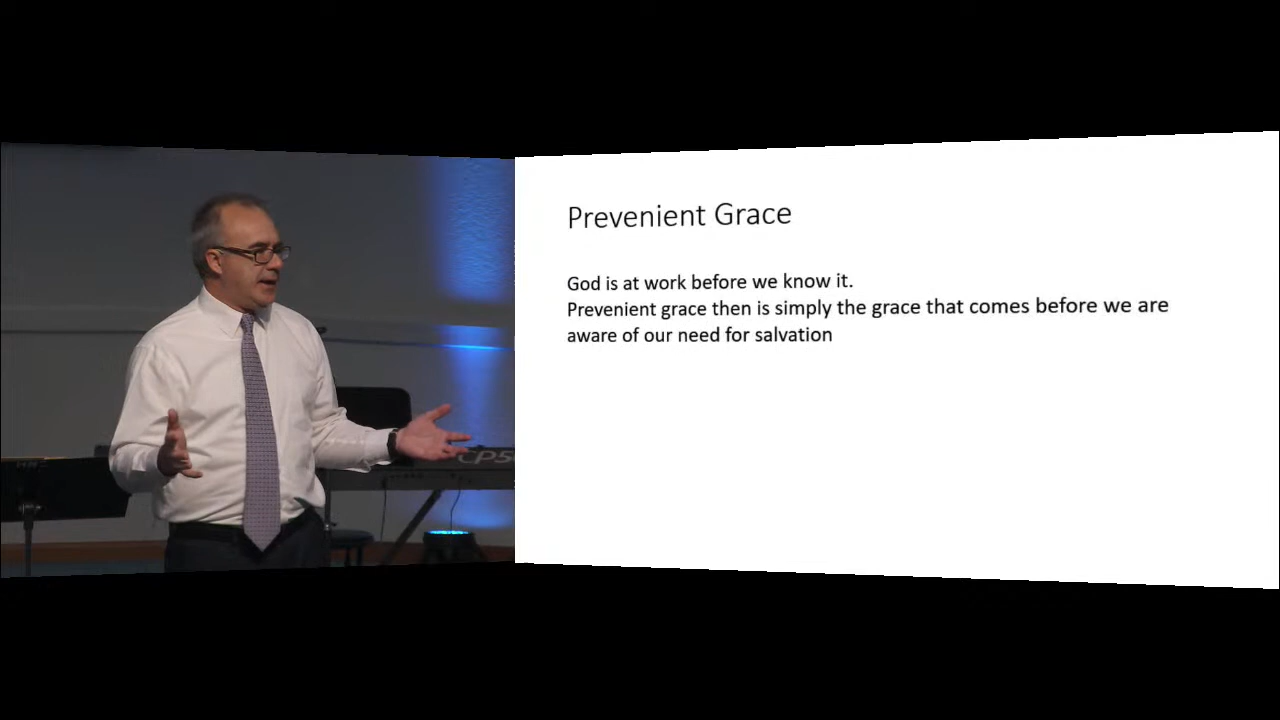 Prevenient Grace
God is at work before we know it.
Prevenient grace then is simply the grace that comes before we are
aware of our need for salvation
CP5